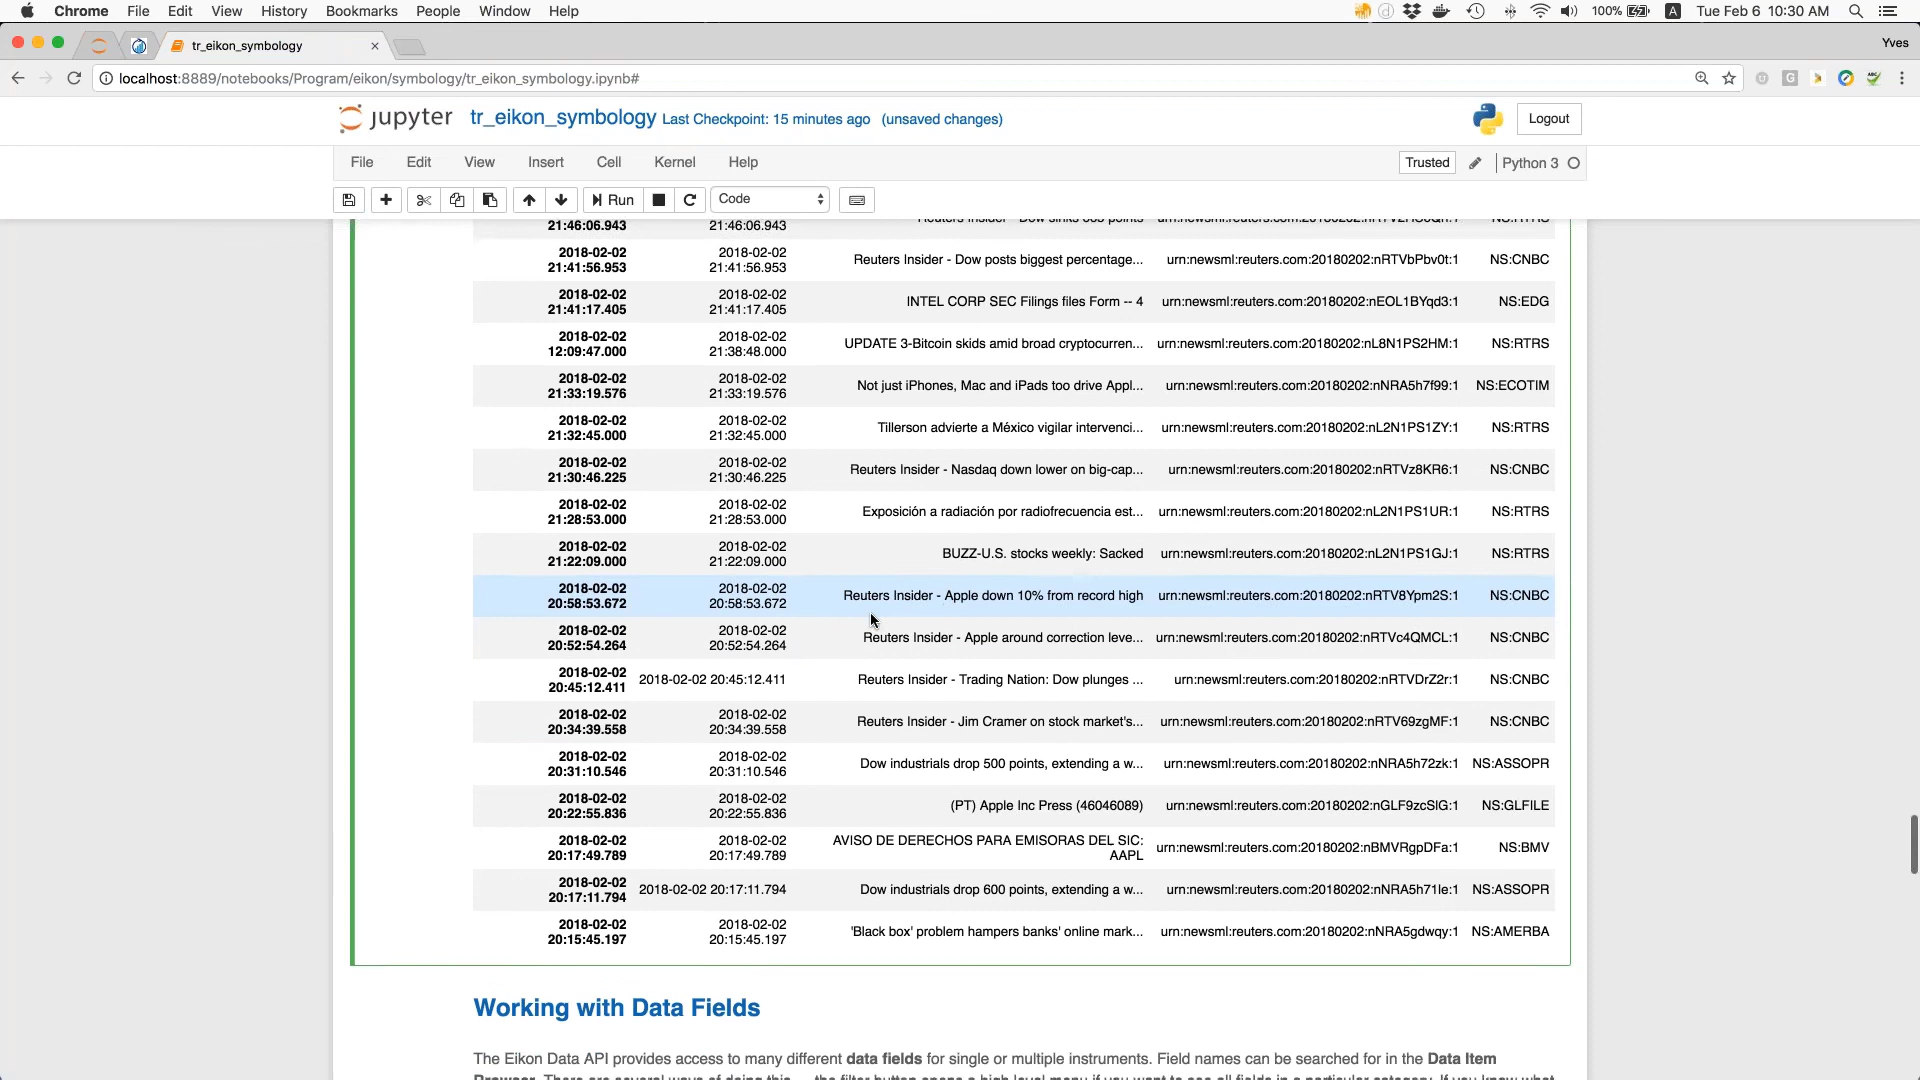 Chrome File Edit View History Bookmarks People Window Help 100% A Tue Feb 6 10:30 AM
tr_eikon_symbology Yves
localhost:8889/notebooks/Program/eikon/symbology/tr_eikon_symbology.ipynb#
jupyter tr_eikon_symbology Last Checkpoint: 15 minutes ago (unsaved changes) Logout
File Edit View Insert Cell Kernel Help Trusted Python 3
Run Code
21:46:06.943 21:46:06.943
2018-02-02 2018-02-02
21:41:56.953 21:41:56.953 Reuters Insider - Dow posts biggest percentage... urn:newsml:reuters.com:20180202:nRTVbPbv0t:1 NS:CNBC
2018-02-02 2018-02-02
21:41:17.405 21:41:17.405 INTEL CORP SEC Filings files Form -- 4 urn:newsml:reuters.com:20180202:nEOL1BYqd3:1 NS:EDG
2018-02-02 2018-02-02
12:09:47.000 21:38:48.000 UPDATE 3-Bitcoin skids amid broad cryptocurren... urn:newsml:reuters.com:20180202:nL8N1PS2HM:1 NS:RTRS
2018-02-02 2018-02-02
21:33:19.576 21:33:19.576 Not just iPhones, Mac and iPads too drive Appl... urn:newsml:reuters.com:20180202:nNRA5h7f99:1 NS:ECOTIM
2018-02-02 2018-02-02
21:32:45.000 21:32:45.000 Tillerson advierte a México vigilar intervenci... urn:newsml:reuters.com:20180202:nL2N1PS1ZY:1 NS:RTRS
2018-02-02 2018-02-02
21:30:46.225 21:30:46.225 Reuters Insider - Nasdaq down lower on big-cap... urn:newsml:reuters.com:20180202:nRTVz8KR6:1 NS:CNBC
2018-02-02 2018-02-02
21:28:53.000 21:28:53.000 Exposición a radiación por radiofrecuencia est... urn:newsml:reuters.com:20180202:nL2N1PS1UR:1 NS:RTRS
2018-02-02 2018-02-02
21:22:09.000 21:22:09.000 BUZZ-U.S. stocks weekly: Sacked urn:newsml:reuters.com:20180202:nL2N1PS1GJ:1 NS:RTRS
2018-02-02 2018-02-02
20:58:53.672 20:58:53.672 Reuters Insider - Apple down 10% from record high urn:newsml:reuters.com:20180202:nRTV8Ypm2S:1 NS:CNBC
2018-02-02 2018-02-02
20:52:54.264 20:52:54.264 Reuters Insider - Apple around correction leve... urn:newsml:reuters.com:20180202:nRTVc4QMCL:1 NS:CNBC
2018-02-02
20:45:12.411 2018-02-02 20:45:12.411 Reuters Insider - Trading Nation: Dow plunges ... urn:newsml:reuters.com:20180202:nRTVDrZ2r:1 NS:CNBC
2018-02-02 2018-02-02
20:34:39.558 20:34:39.558 Reuters Insider - Jim Cramer on stock market's... urn:newsml:reuters.com:20180202:nRTV69zgMF:1 NS:CNBC
2018-02-02 2018-02-02
20:31:10.546 20:31:10.546 Dow industrials drop 500 points, extending a w... urn:newsml:reuters.com:20180202:nNRA5h72zk:1 NS:ASSOPR
2018-02-02 2018-02-02
20:22:55.836 20:22:55.836 (PT) Apple Inc Press (46046089) urn:newsml:reuters.com:20180202:nGLF9zcSlG:1 NS:GLFILE
2018-02-02 2018-02-02 AVISO DE DERECHOS PARA EMISORAS DEL SIC:
20:17:49.789 20:17:49.789 AAPL urn:newsml:reuters.com:20180202:nBMVRgpDFa:1 NS:BMV
2018-02-02
20:17:11.794 2018-02-02 20:17:11.794 Dow industrials drop 600 points, extending a w... urn:newsml:reuters.com:20180202:nNRA5h71le:1 NS:ASSOPR
2018-02-02 2018-02-02
20:15:45.197 20:15:45.197 'Black box' problem hampers banks' online mark... urn:newsml:reuters.com:20180202:nNRA5gdwqy:1 NS:AMERBA
Working with Data Fields
The Eikon Data API provides access to many different data fields for single or multiple instruments. Field names can be searched for in the Data Item